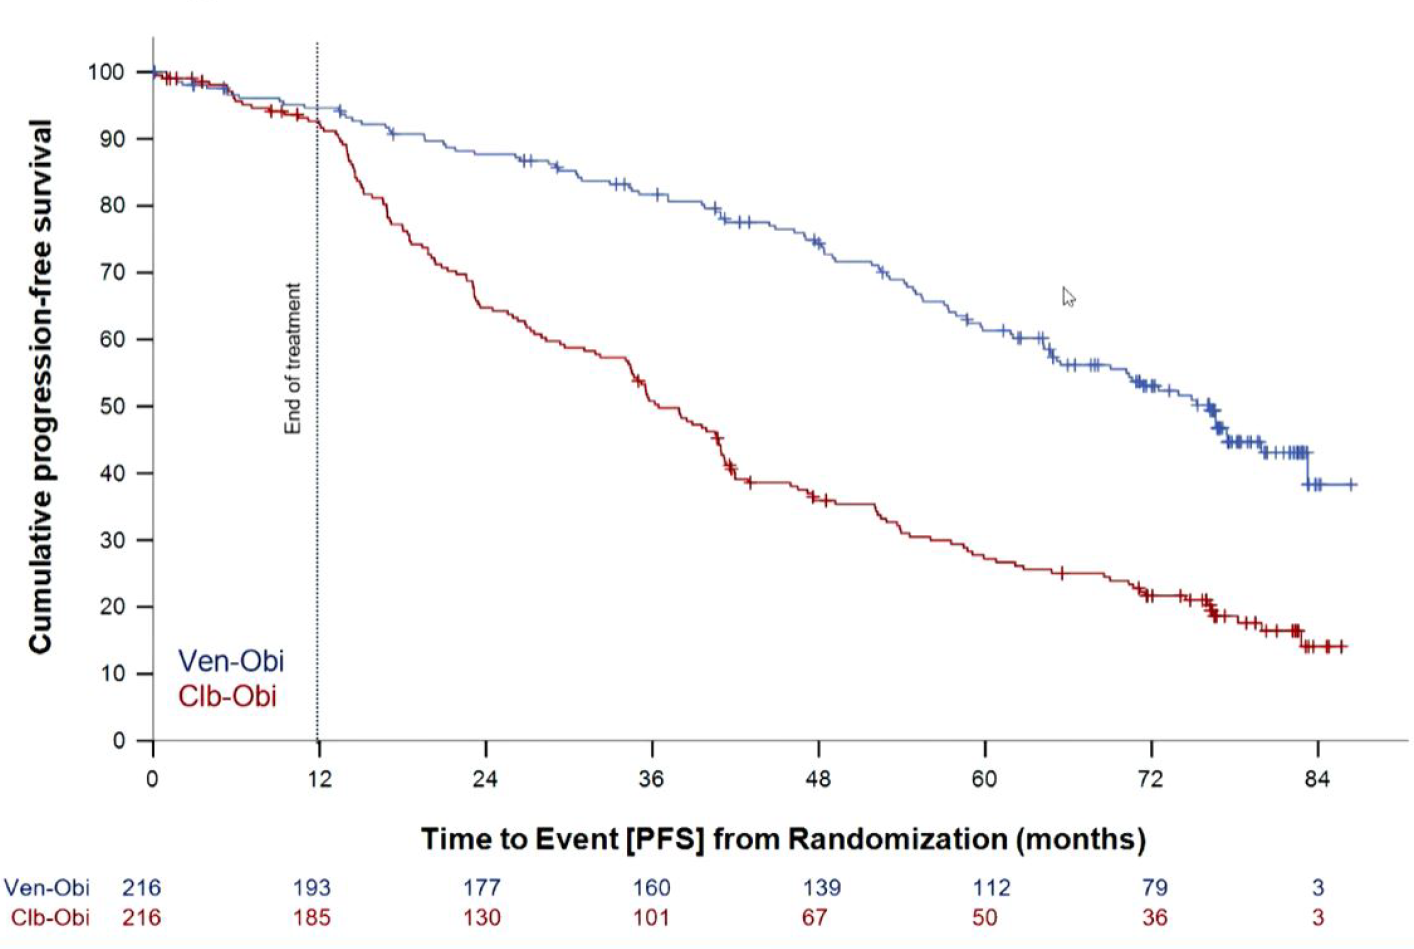 Cumulative progression-free survival
100
90
80
70
60
50
40
30
20
10
0
End of treatment
Ven-Obi
Clb-Obi
0 12 24 36 48 60 72 84
Time to Event [PFS] from Randomization (months)
Ven-Obi 216 193 177 160 139 112 79 3
Clb-Obi 216 185 130 101 67 50 36 3